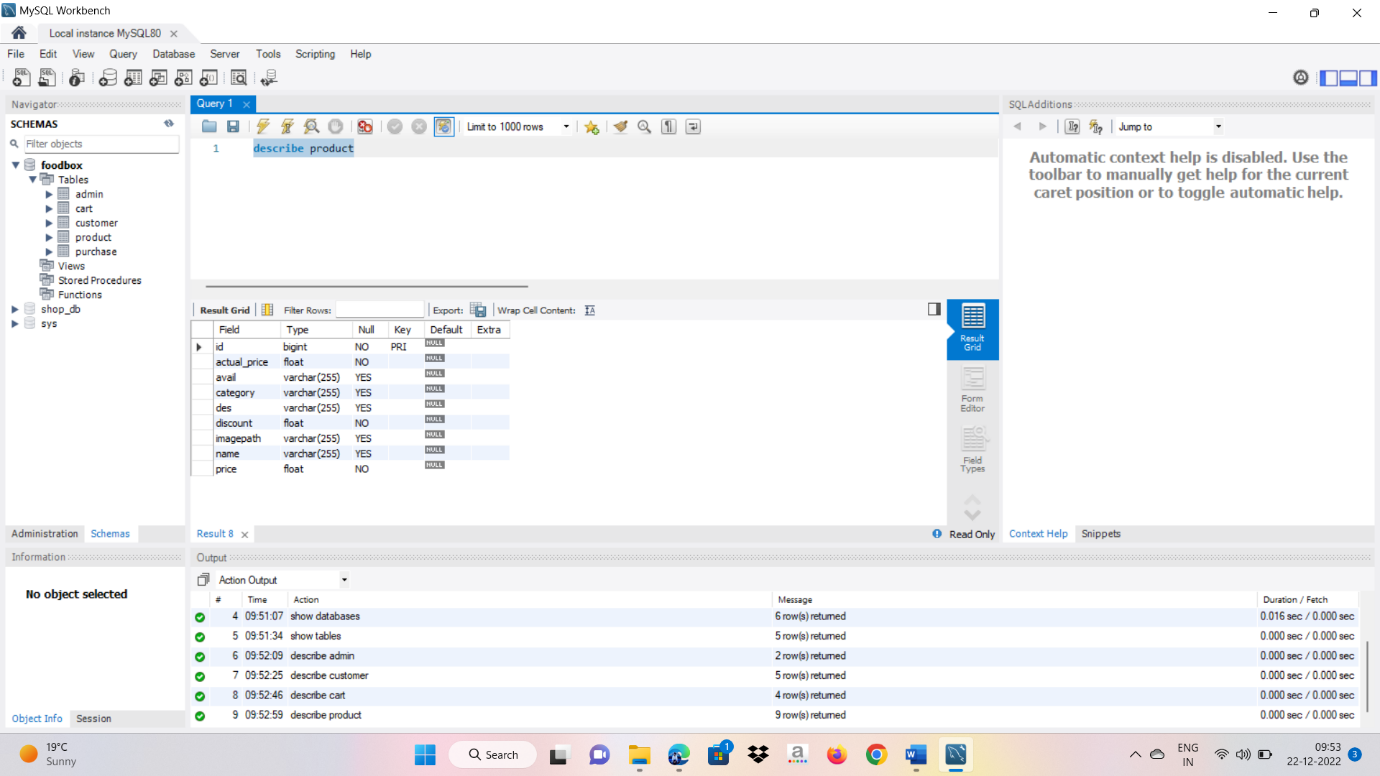 MySQL Workbench
Local instance MySQL80
File Edit View Query Database Server Tools Scripting Help
Navigator
SCHEMAS
Filter objects
foodbox
Tables
admin
cart
customer
product
purchase
Views
Stored Procedures
Functions
shop_db
sys
Administration Schemas
Information
No object selected
Object Info Session
Query 1
Limit to 1000 rows
1 describe product
Result Grid Filter Rows: Export: Wrap Cell Content:
Field Type Null Key Default Extra
id bigint NO PRI NULL
actual_price float NO NULL
avail varchar(255) YES NULL
category varchar(255) YES NULL
des varchar(255) YES NULL
discount float NO NULL
imagepath varchar(255) YES NULL
name varchar(255) YES NULL
price float NO NULL
Result
Grid
Form
Editor
Field
Types
Result 8
Read Only
SQLAdditions
Jump to
Automatic context help is disabled. Use the
toolbar to manually get help for the current
caret position or to toggle automatic help.
Context Help Snippets
Output
Action Output
# Time Action Message Duration / Fetch
4 09:51:07 show databases 6 row(s) returned 0.016 sec / 0.000 sec
5 09:51:34 show tables 5 row(s) returned 0.000 sec / 0.000 sec
6 09:52:09 describe admin 2 row(s) returned 0.000 sec / 0.000 sec
7 09:52:25 describe customer 5 row(s) returned 0.000 sec / 0.000 sec
8 09:52:46 describe cart 4 row(s) returned 0.000 sec / 0.000 sec
9 09:52:59 describe product 9 row(s) returned 0.000 sec / 0.000 sec
19°C
Sunny
Search
1
a
W
ENG
IN
09:53
22-12-2022
3